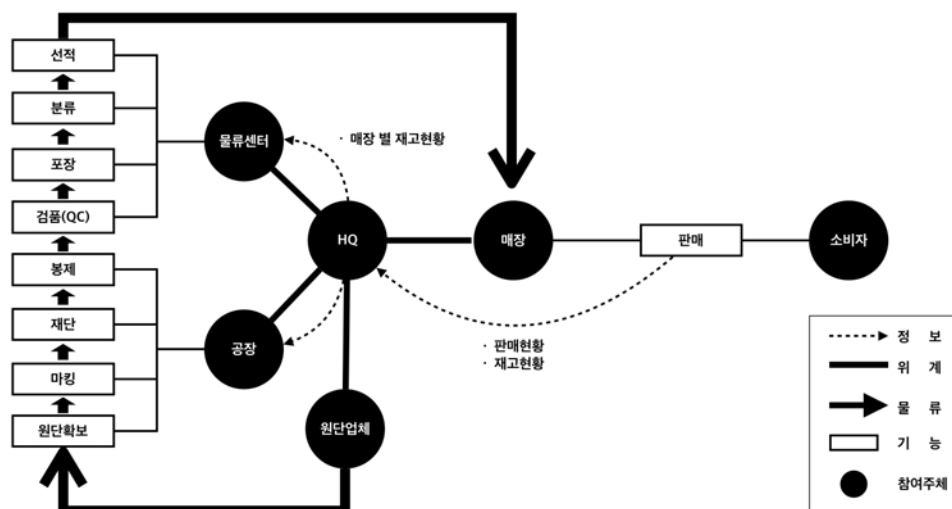 선적
분류
포장
검품(QC)
봉제
재단
마킹
원단확보
물류센터
· 매장 별 재고현황
HQ
매장
판매
소비자
공장
· 판매현황
· 재고현황
원단업체
정 보
위 계
물 류
기 능
참여주체